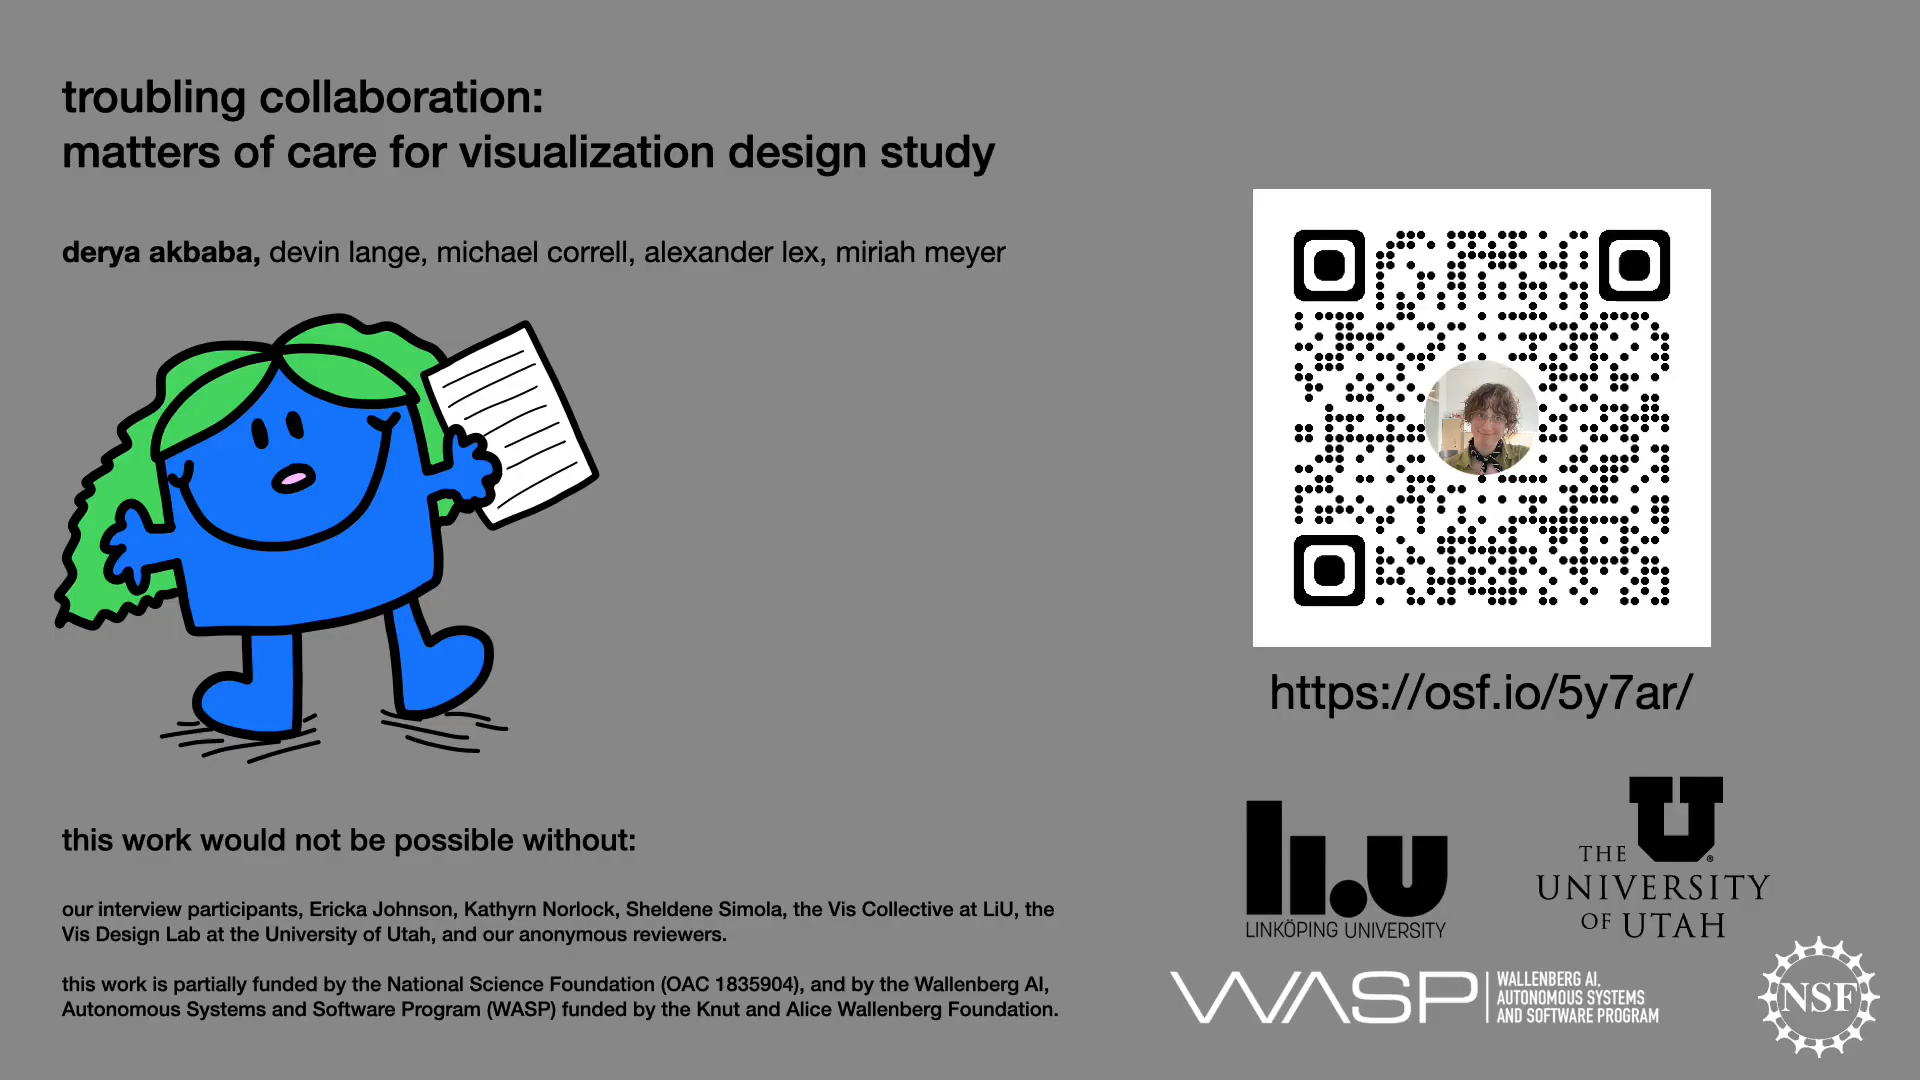 troubling collaboration:
matters of care for visualization design study
derya akbaba, devin lange, michael correll, alexander lex, miriah meyer
https://osf.io/5y7ar/
this work would not be possible without:
our interview participants, Ericka Johnson, Kathyrn Norlock, Sheldene Simola, the Vis Collective at LiU, the
Vis Design Lab at the University of Utah, and our anonymous reviewers.
this work is partially funded by the National Science Foundation (OAC 1835904), and by the Wallenberg AI,
Autonomous Systems and Software Program (WASP) funded by the Knut and Alice Wallenberg Foundation.
li.u
LINKÖPING UNIVERSITY
U®
THE
UNIVERSITY
OF UTAH
WASP
WALLENBERG AI,
AUTONOMOUS SYSTEMS
AND SOFTWARE PROGRAM
NSF